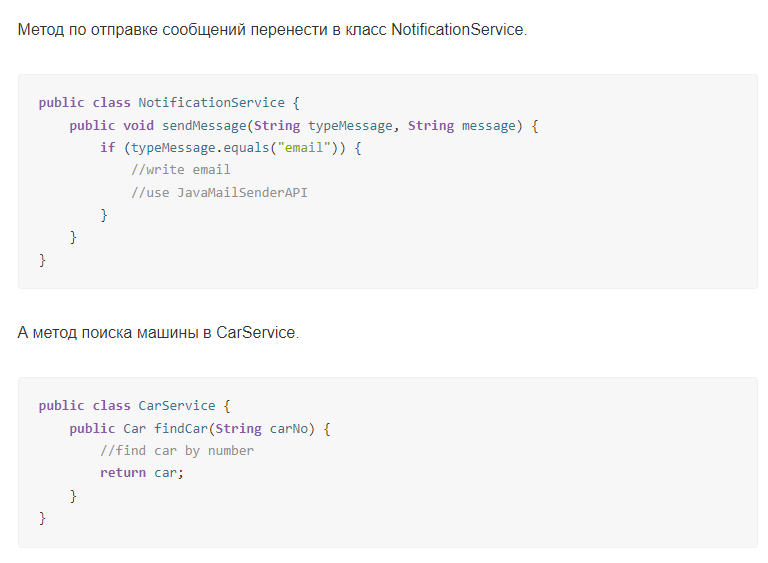 Метод по отправке сообщений перенести в класс NotificationService.
public class NotificationService {
    public void sendMessage(String typeMessage, String message) {
        if (typeMessage.equals("email")) {
            //write email
            //use JavaMailSenderAPI
        }
    }
}
А метод поиска машины в CarService.
public class CarService {
    public Car findCar(String carNo) {
        //find car by number
        return car;
    }
}